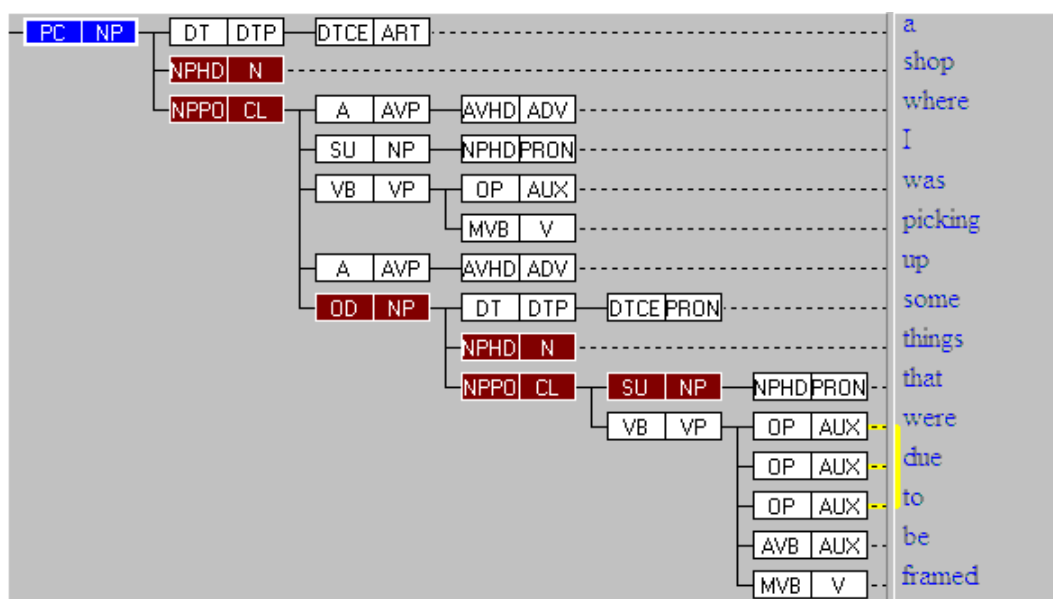 PC NP DT DTP DTCE ART a
NPHD N shop
NPPO CL A AVP AVHD ADV where
SU NP NPHD PRON I
VB VP OP AUX was
MVB V picking
A AVP AVHD ADV up
OD NP DT DTP DTCE PRON some
NPHD N things
NPPO CL SU NP NPHD PRON that
VB VP OP AUX were
OP AUX due
OP AUX to
AVB AUX be
MVB V framed